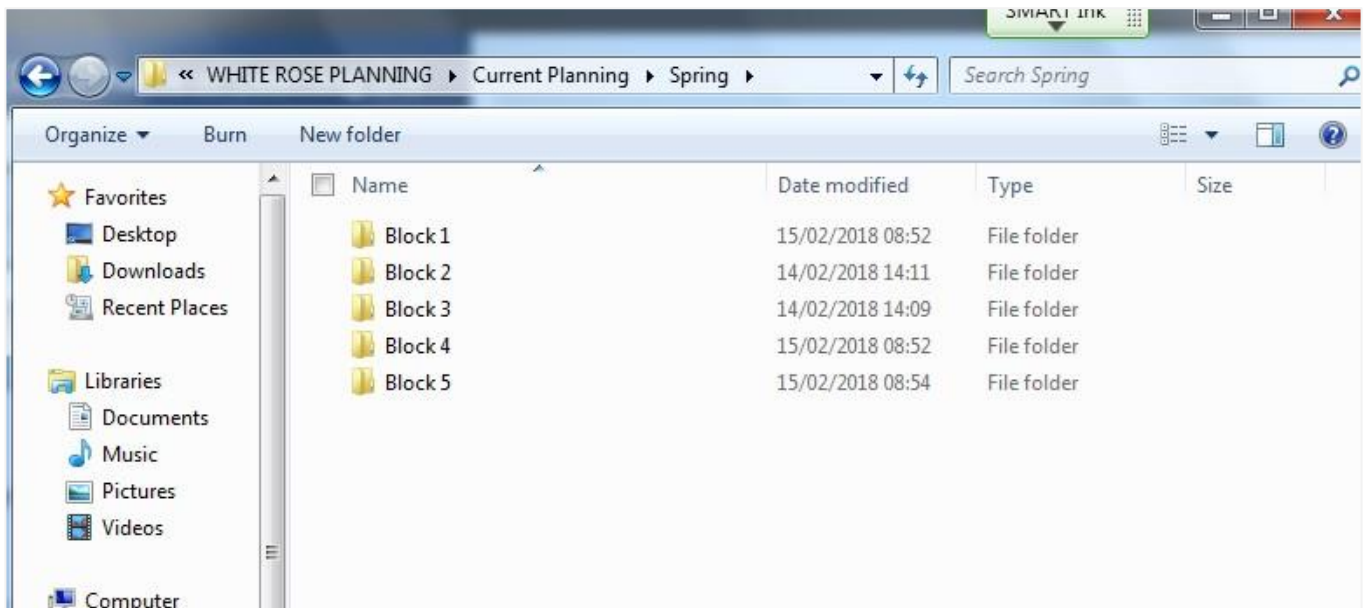 SMART Ink
« WHITE ROSE PLANNING ▸ Current Planning ▸ Spring ▸ Search Spring
Organize Burn New folder
Name Date modified Type Size
Favorites
Desktop
Downloads
Recent Places
Libraries
Documents
Music
Pictures
Videos
Computer
Block 1 15/02/2018 08:52 File folder
Block 2 14/02/2018 14:11 File folder
Block 3 14/02/2018 14:09 File folder
Block 4 15/02/2018 08:52 File folder
Block 5 15/02/2018 08:54 File folder